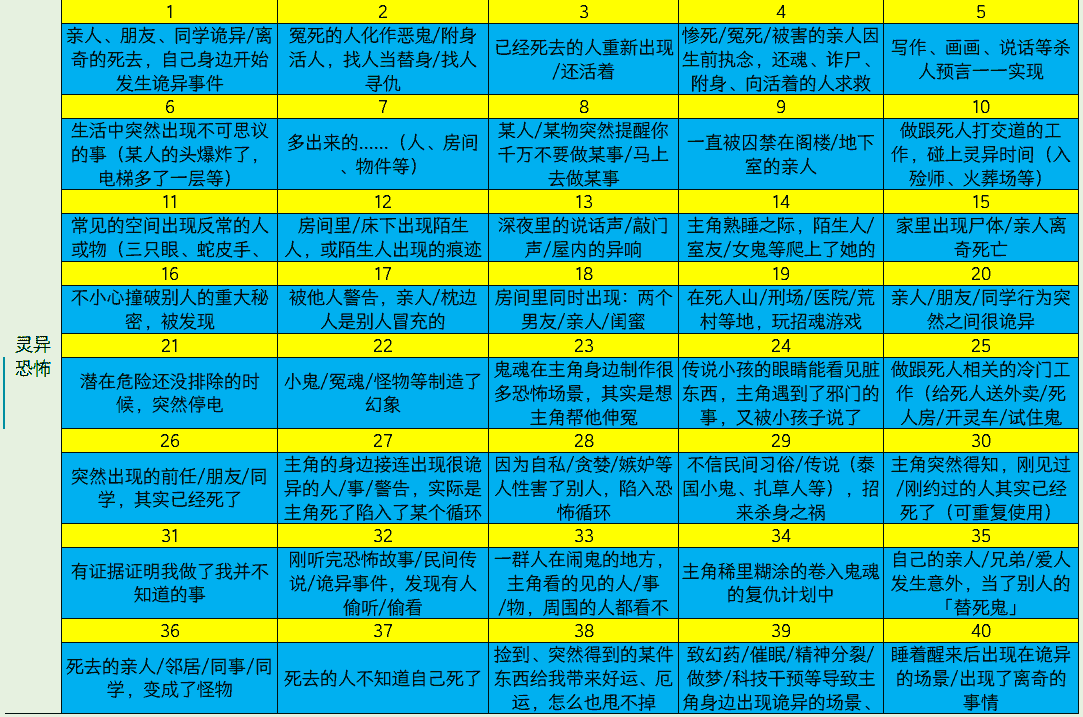 1 2 3 4 5
亲人、朋友、同学诡异/离
奇的死去，自己身边开始
发生诡异事件
冤死的人化作恶鬼/附身
活人，找人当替身/找人
寻仇
已经死去的人重新出现
/还活着
惨死/冤死/被害的亲人因
生前执念，还魂、诈尸、
附身、向活着的人求救
写作、画画、说话等杀
人预言一一实现
6 7 8 9 10
生活中突然出现不可思议
的事（某人的头爆炸了，
电梯多了一层等）
多出来的……（人、房间
、物件等）
某人/某物突然提醒你
千万不要做某事/马上
去做某事
一直被囚禁在阁楼/地下
室的亲人
做跟死人打交道的工
作，碰上灵异时间（入
殓师、火葬场等）
11 12 13 14 15
常见的空间出现反常的人
或物（三只眼、蛇皮手、
房间里/床下出现陌生
人，或陌生人出现的痕迹
深夜里的说话声/敲门
声/屋内的异响
主角熟睡之际，陌生人/
室友/女鬼等爬上了她的
家里出现尸体/亲人离
奇死亡
16 17 18 19 20
不小心撞破别人的重大秘
密，被发现
被他人警告，亲人/枕边
人是别人冒充的
房间里同时出现：两个
男友/亲人/闺蜜
在死人山/刑场/医院/荒
村等地，玩招魂游戏
亲人/朋友/同学行为突
然之间很诡异
灵异
恐怖
21 22 23 24 25
潜在危险还没排除的时
候，突然停电
小鬼/冤魂/怪物等制造了
幻象
鬼魂在主角身边制作很
多恐怖场景，其实是想
主角帮他伸冤
传说小孩的眼睛能看见脏
东西，主角遇到了邪门的
事，又被小孩子说了
做跟死人相关的冷门工
作（给死人送外卖/死
人房/开灵车/试住鬼
26 27 28 29 30
突然出现的前任/朋友/同
学，其实已经死了
主角的身边接连出现很诡
异的人/事/警告，实际是
主角死了陷入了某个循环
因为自私/贪婪/嫉妒等
人性害了别人，陷入恐
怖循环
不信民间习俗/传说（泰
国小鬼、扎草人等），招
来杀身之祸
主角突然得知，刚见过
/刚约过的人其实已经
死了（可重复使用）
31 32 33 34 35
有证据证明我做了我并不
知道的事
刚听完恐怖故事/民间传
说/诡异事件，发现有人
偷听/偷看
一群人在闹鬼的地方，
主角看的见的人/事
/物，周围的人都看不
主角稀里糊涂的卷入鬼魂
的复仇计划中
自己的亲人/兄弟/爱人
发生意外，当了别人的
「替死鬼」
36 37 38 39 40
死去的亲人/邻居/同事/同
学，变成了怪物
死去的人不知道自己死了
捡到、突然得到的某件
东西给我带来好运、厄
运，怎么也甩不掉
致幻药/催眠/精神分裂/
做梦/科技干预等导致主
角身边出现诡异的场景、
睡着醒来后出现在诡异
的场景/出现了离奇的
事情